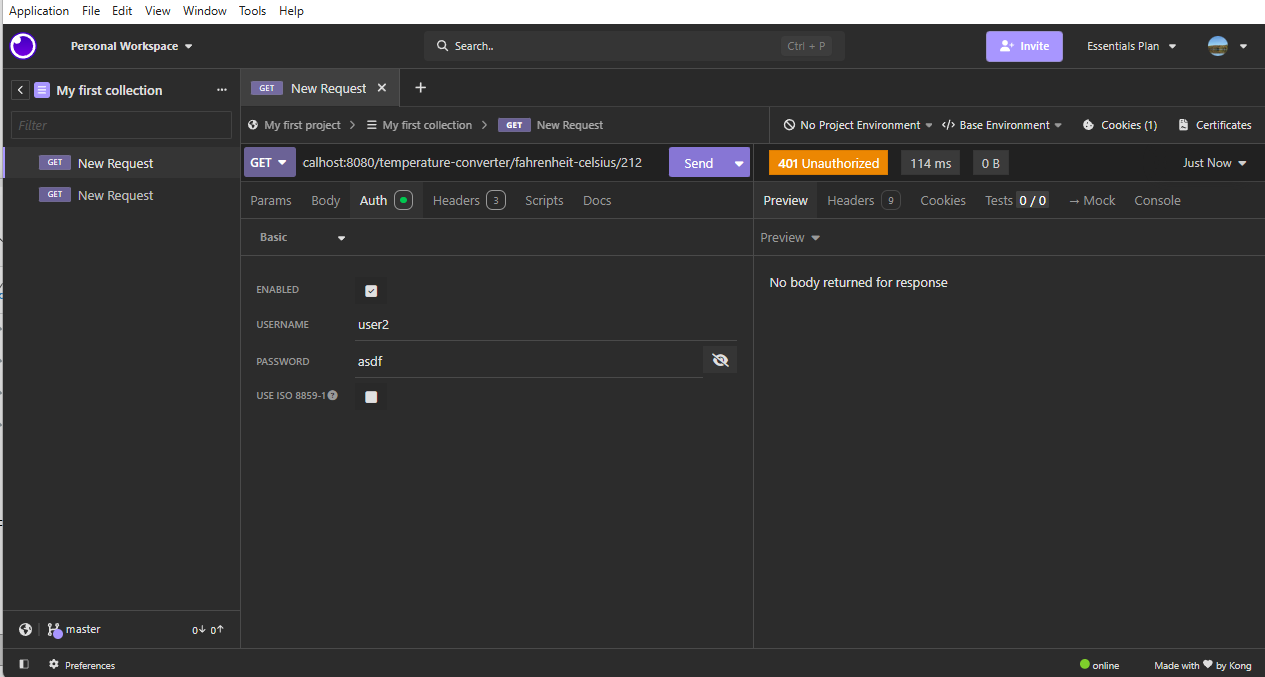 Application File Edit View Window Tools Help
Personal Workspace Search.. Ctrl + P Invite Essentials Plan
My first collection ··· GET New Request
Filter My first project My first collection GET New Request No Project Environment Base Environment Cookies (1) Certificates
GET New Request GET calhost:8080/temperature-converter/fahrenheit-celsius/212 Send 401 Unauthorized 114 ms 0 B Just Now
GET New Request Params Body Auth Headers 3 Scripts Docs Preview Headers 9 Cookies Tests 0 / 0 → Mock Console
Basic Preview
ENABLED No body returned for response
USERNAME user2
PASSWORD asdf
USE ISO 8859-1
master 0↓ 0↑
Preferences online Made with ♥ by Kong